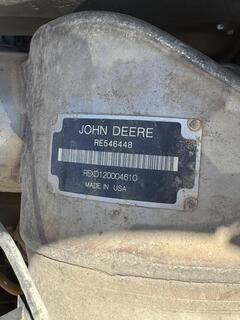 JOHN DEERE
RE546448
REXD120004610
MADE IN USA